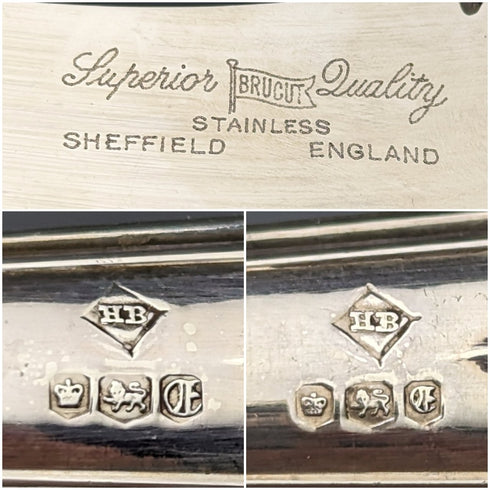 Superior BRUCUT Quality
STAINLESS
SHEFFIELD ENGLAND
HB
HB
E
E